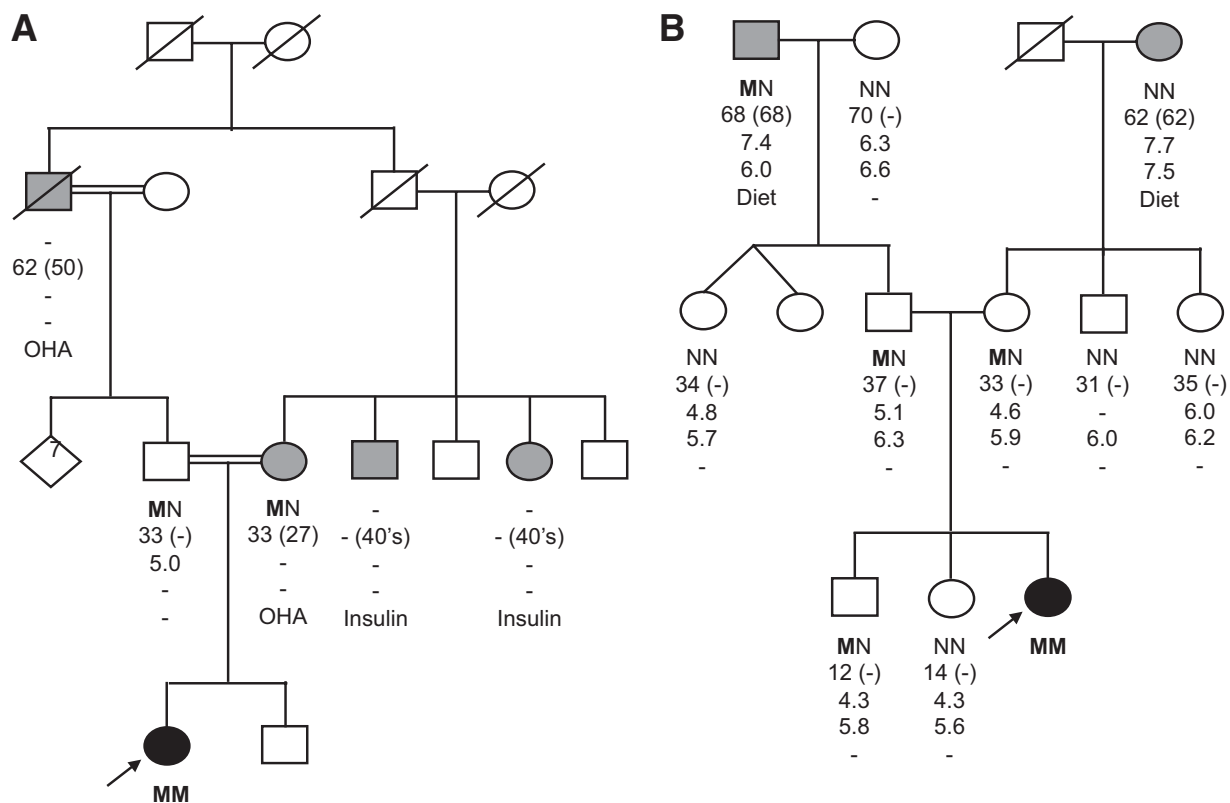 A
-
62 (50)
-
-
OHA
7
MN
33 (-)
5.0
-
-
MN
33 (27)
-
-
OHA
-
- (40's)
-
-
Insulin
-
- (40's)
-
-
Insulin
MM
B
MN
68 (68)
7.4
6.0
Diet
NN
70 (-)
6.3
6.6
-
NN
62 (62)
7.7
7.5
Diet
NN
34 (-)
4.8
5.7
-
MN
37 (-)
5.1
6.3
-
MN
33 (-)
4.6
5.9
-
NN
31 (-)
-
6.0
-
NN
35 (-)
6.0
6.2
-
MN
12 (-)
4.3
5.8
-
NN
14 (-)
4.3
5.6
-
MM